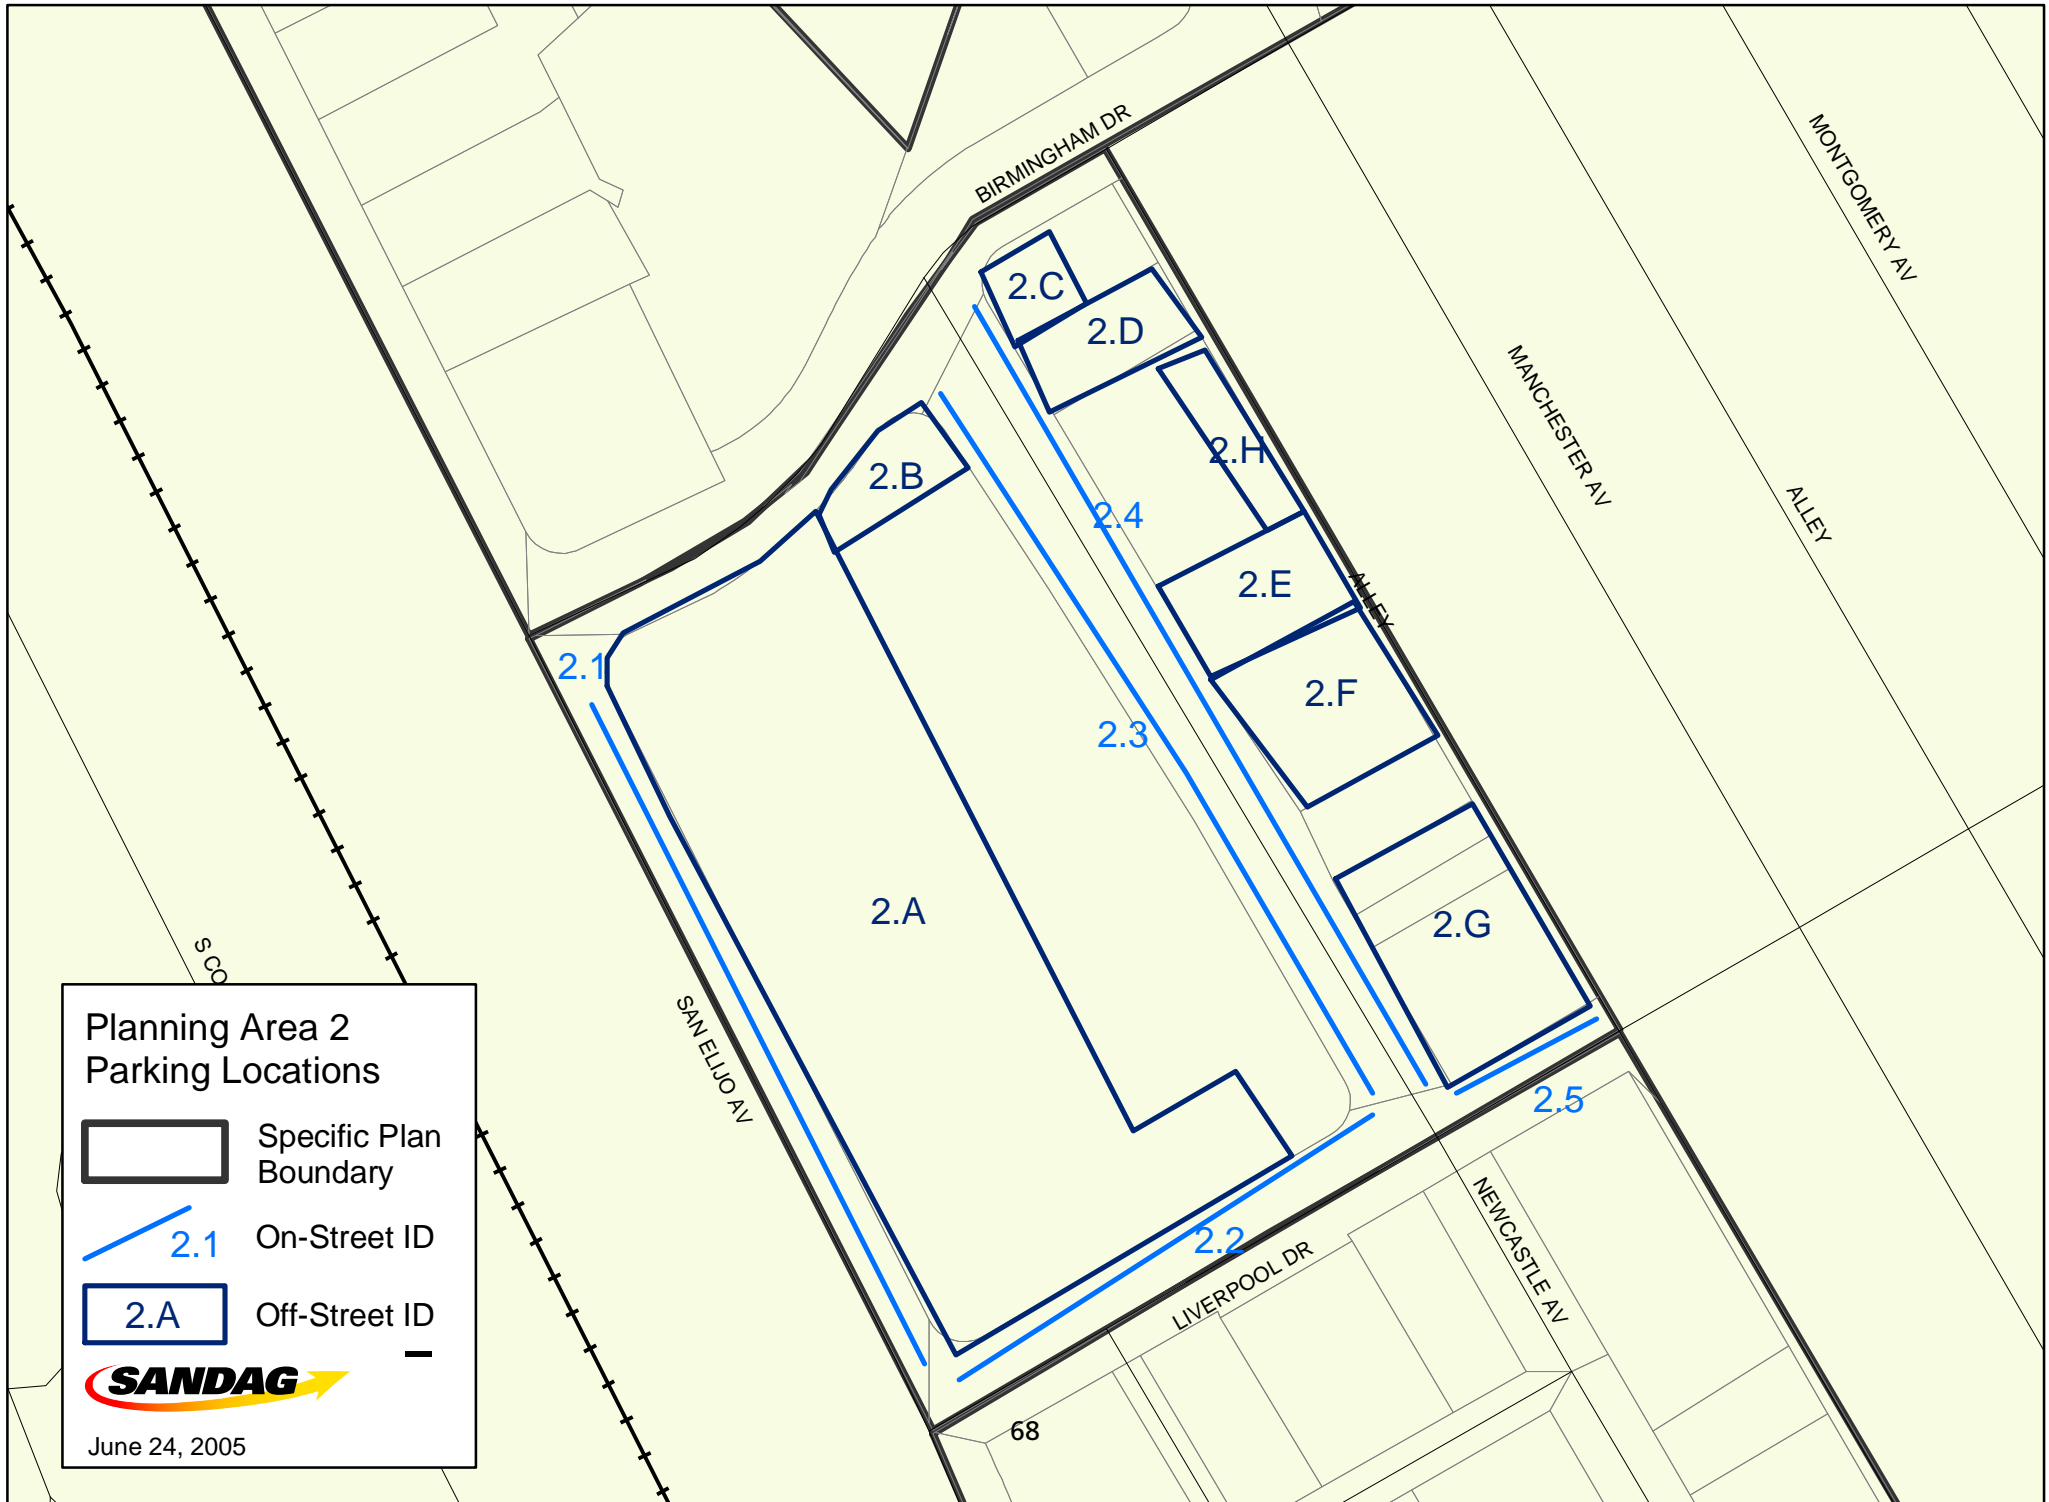 BIRMINGHAM DR
MONTGOMERY AV
2.C
2.D
MANCHESTER AV
2.H
2.B
2.4
ALLEY
2.E
ALLEY
2.1
2.F
2.3
2.A
2.G
S CO
SAN ELIJO AV
2.5
2.2
NEWCASTLE AV
LIVERPOOL DR
68
Planning Area 2
Parking Locations
Specific Plan
Boundary
2.1 On-Street ID
2.A Off-Street ID
SANDAG
June 24, 2005